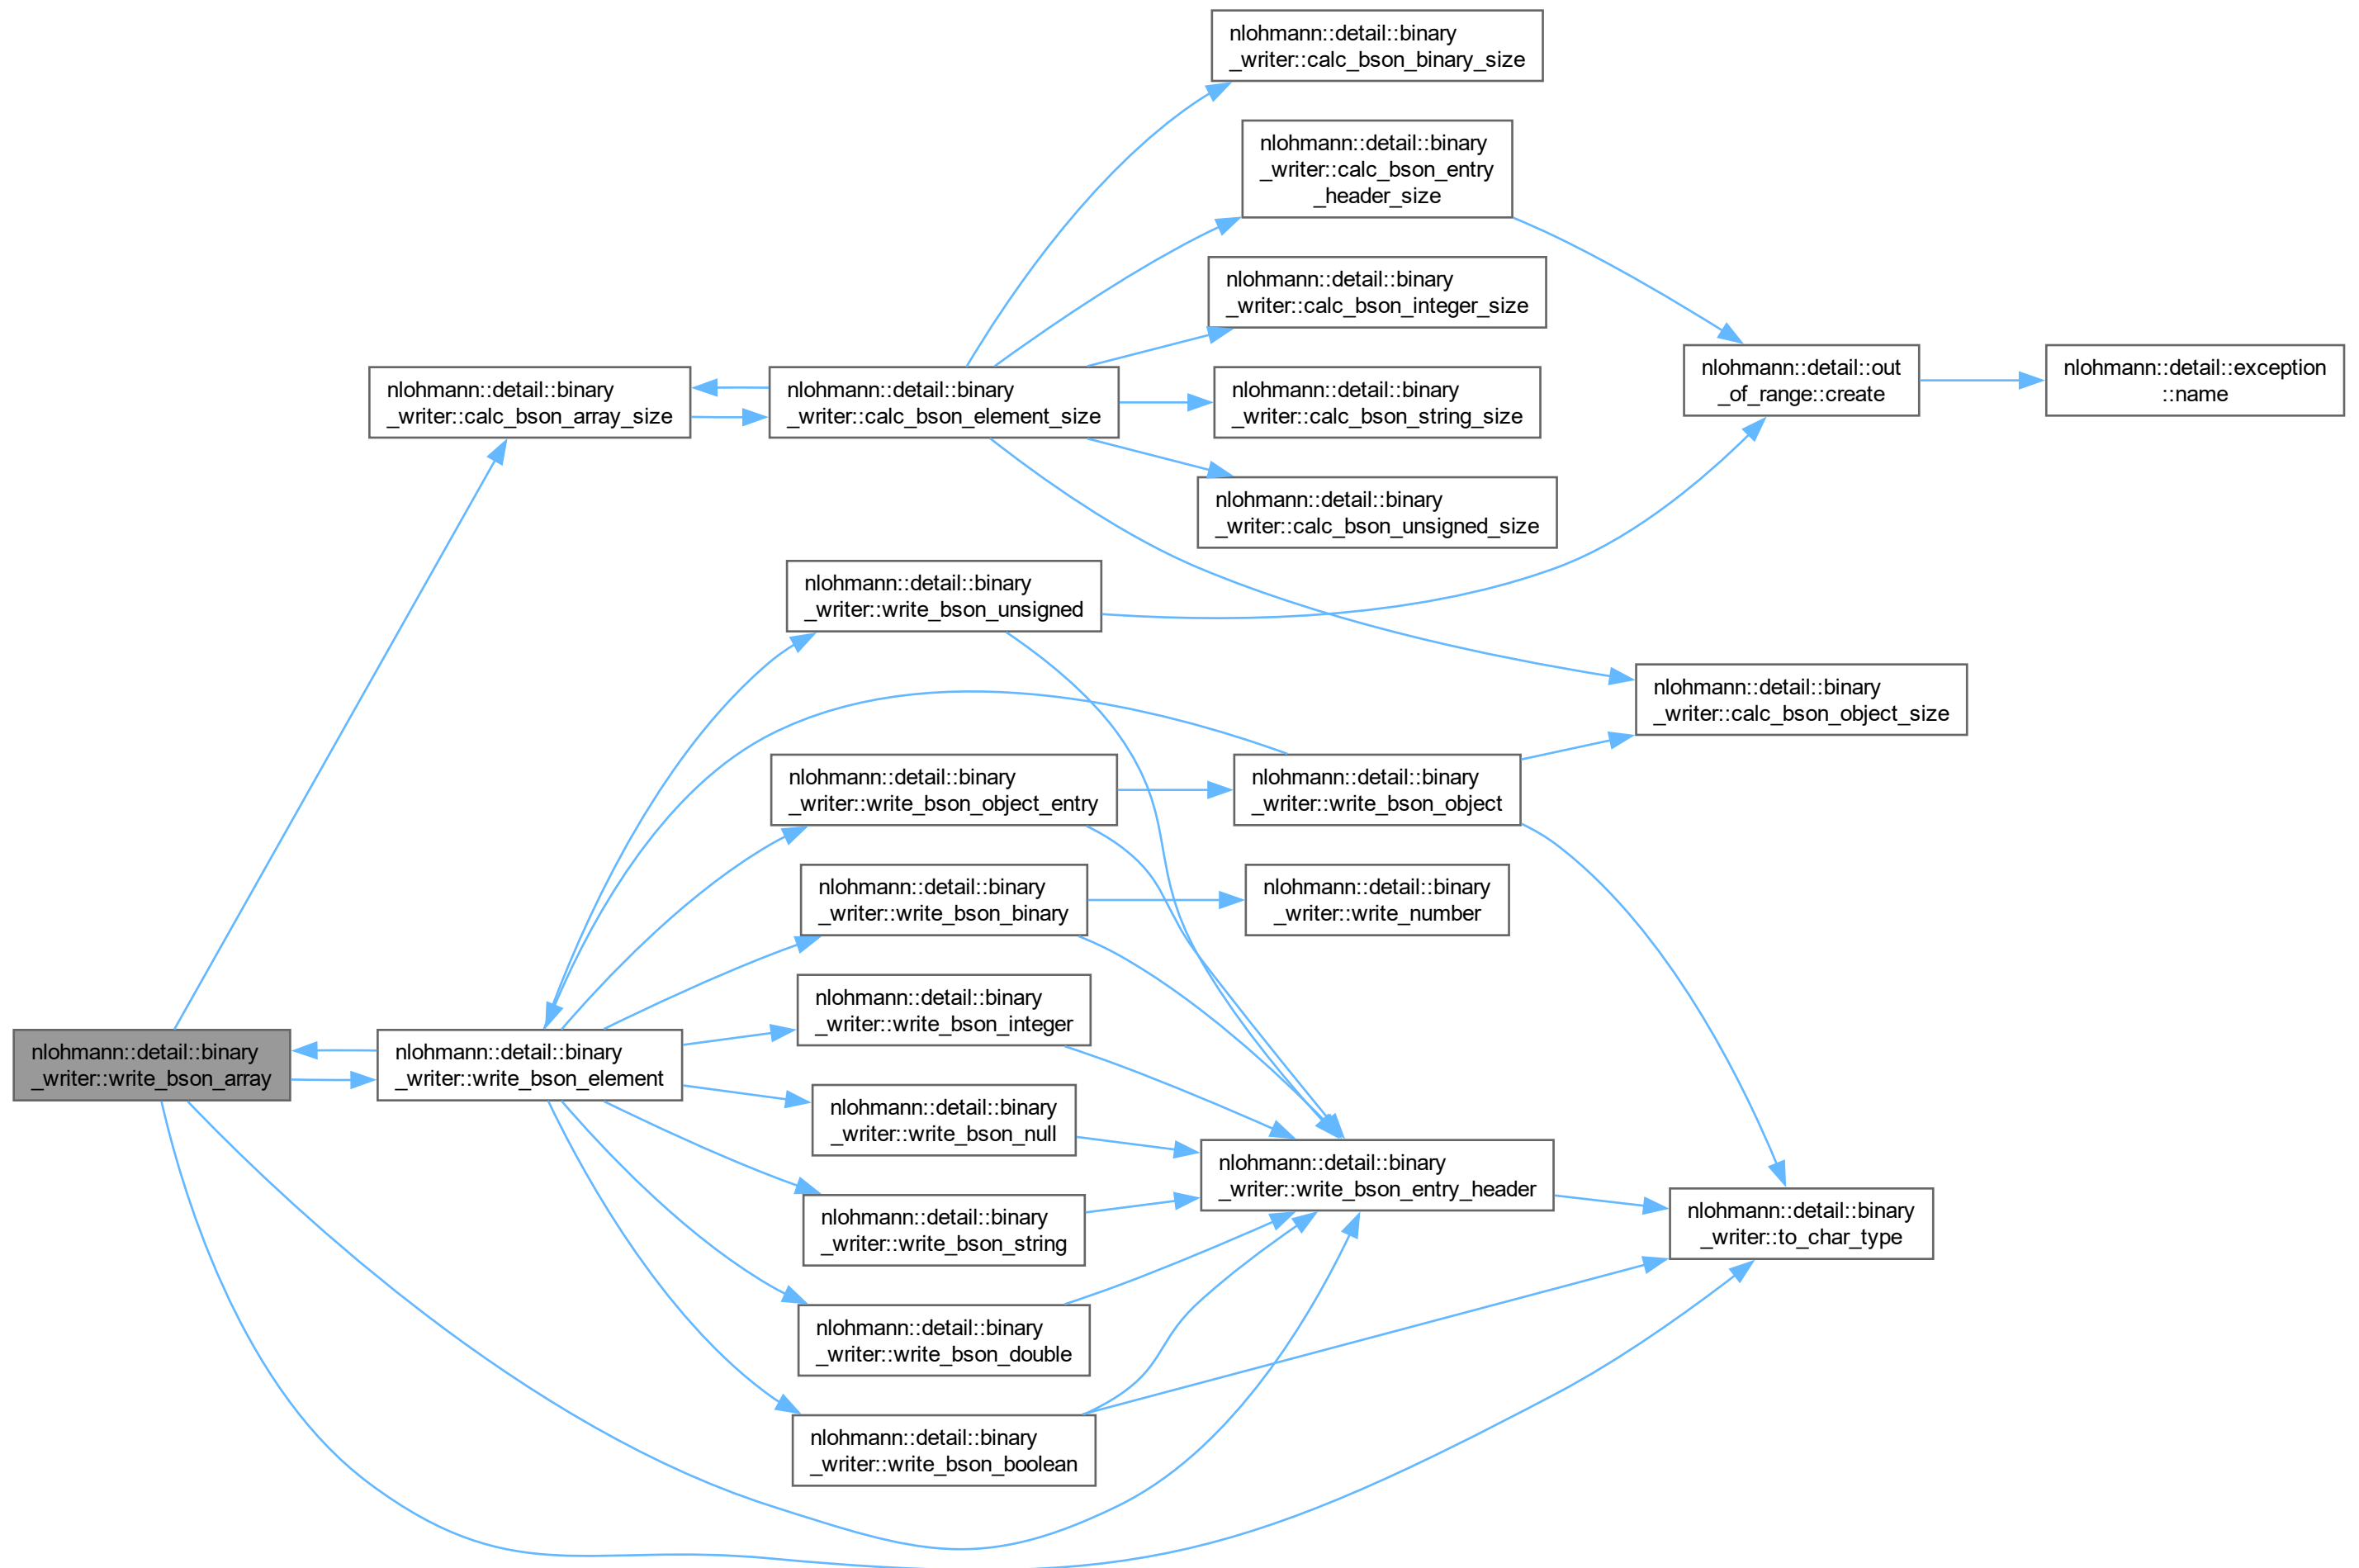 nlohmann::detail::binary
_writer::write_bson_array
nlohmann::detail::binary
_writer::calc_bson_array_size
nlohmann::detail::binary
_writer::write_bson_element
nlohmann::detail::binary
_writer::calc_bson_element_size
nlohmann::detail::binary
_writer::write_bson_unsigned
nlohmann::detail::binary
_writer::write_bson_object_entry
nlohmann::detail::binary
_writer::write_bson_binary
nlohmann::detail::binary
_writer::write_bson_integer
nlohmann::detail::binary
_writer::write_bson_null
nlohmann::detail::binary
_writer::write_bson_string
nlohmann::detail::binary
_writer::write_bson_double
nlohmann::detail::binary
_writer::write_bson_boolean
nlohmann::detail::binary
_writer::calc_bson_binary_size
nlohmann::detail::binary
_writer::calc_bson_entry
_header_size
nlohmann::detail::binary
_writer::calc_bson_integer_size
nlohmann::detail::binary
_writer::calc_bson_string_size
nlohmann::detail::binary
_writer::calc_bson_unsigned_size
nlohmann::detail::binary
_writer::write_bson_object
nlohmann::detail::binary
_writer::write_number
nlohmann::detail::binary
_writer::write_bson_entry_header
nlohmann::detail::out
_of_range::create
nlohmann::detail::binary
_writer::calc_bson_object_size
nlohmann::detail::binary
_writer::to_char_type
nlohmann::detail::exception
::name